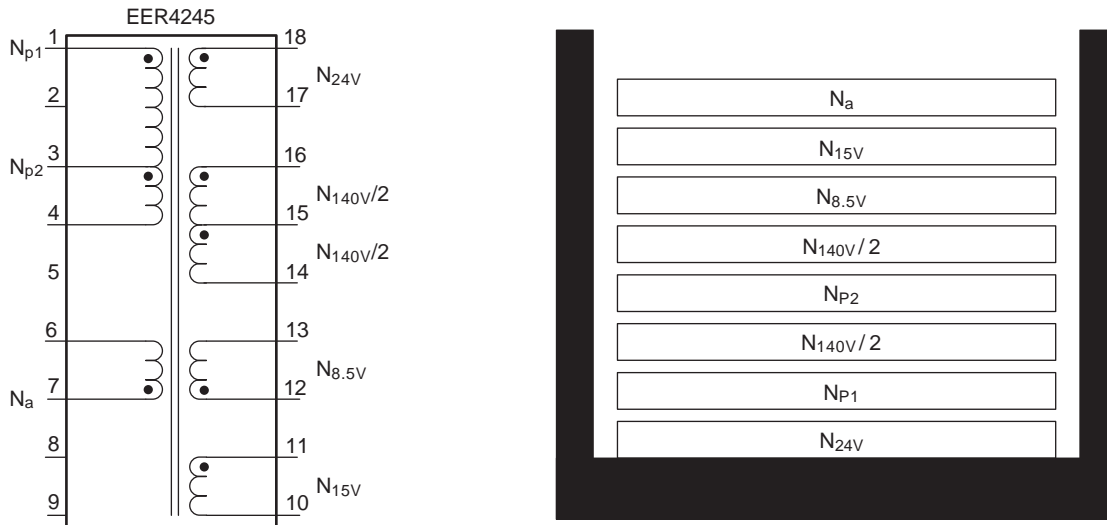 EER4245
Np1
1
2
3
Np2
4
5
6
7
Na
8
9
18
N24V
17
16
N140V/2
15
N140V/2
14
13
N8.5V
12
11
N15V
10
Na
N15V
N8.5V
N140V/2
NP2
N140V/2
NP1
N24V